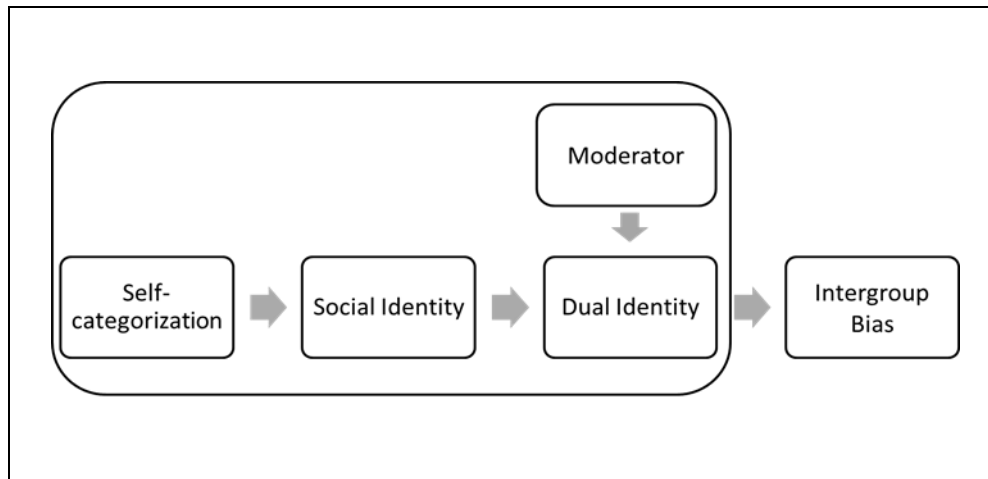 Moderator
Self-
categorization
Social Identity
Dual Identity
Intergroup
Bias